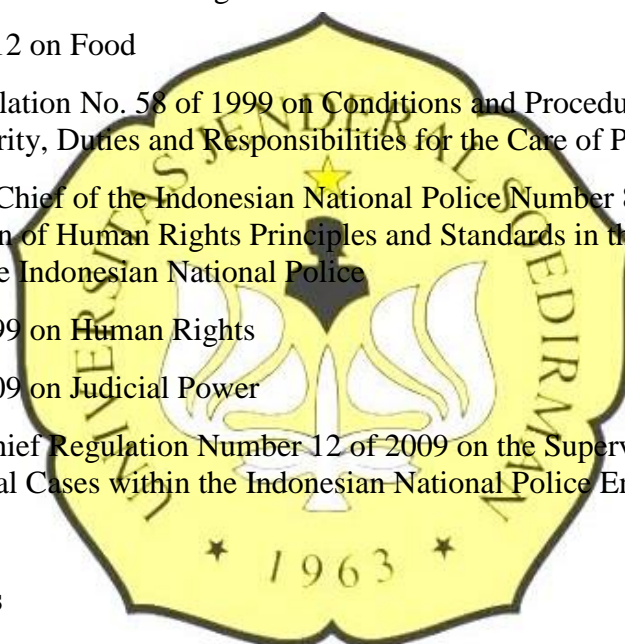 12 on Food
lation No. 58 of 1999 on Conditions and Procedu
rity, Duties and Responsibilities for the Care of P
Chief of the Indonesian National Police Number 8
n of Human Rights Principles and Standards in th
e Indonesian National Police
99 on Human Rights
09 on Judicial Power
hief Regulation Number 12 of 2009 on the Superv
al Cases within the Indonesian National Police En
s
UNIVERSITAS JENDERAL SOEDIRMAN
★ 1963 ★